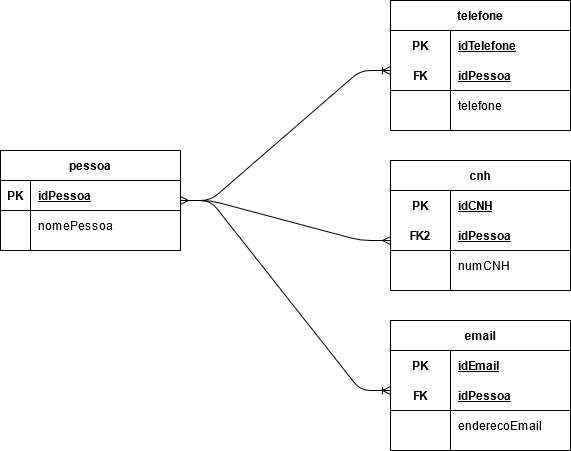 telefone
PK idTelefone
FK idPessoa
telefone
pessoa
PK idPessoa
nomePessoa
cnh
PK idCNH
FK2 idPessoa
numCNH
email
PK idEmail
FK idPessoa
enderecoEmail